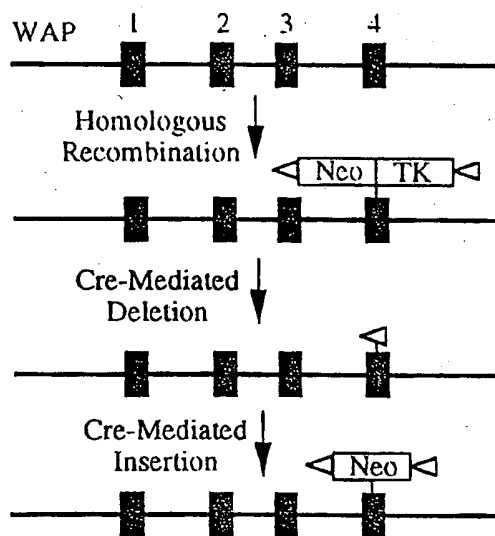 WAP 1 2 3 4
Homologous
Recombination
Neo TK
Cre-Mediated
Deletion
Cre-Mediated
Insertion
Neo